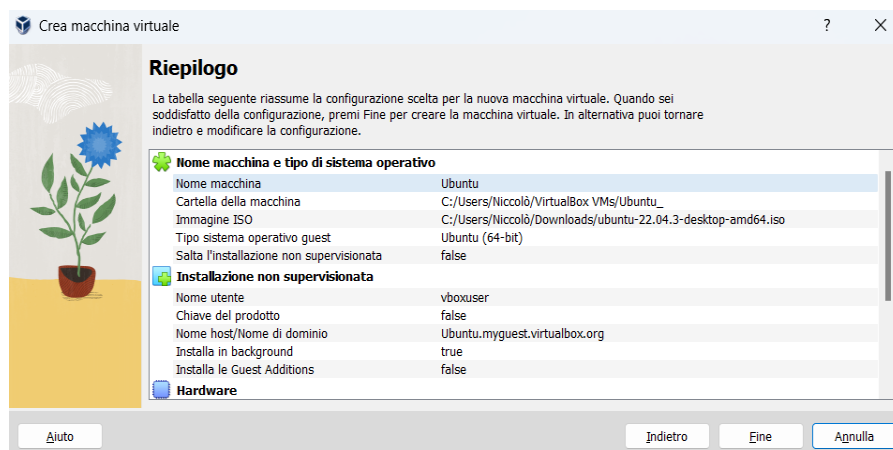 Crea macchina virtuale
?
X
Riepilogo
La tabella seguente riassume la configurazione scelta per la nuova macchina virtuale. Quando sei
soddisfatto della configurazione, premi Fine per creare la macchina virtuale. In alternativa puoi tornare
indietro e modificare la configurazione.
Nome macchina e tipo di sistema operativo
Nome macchina Ubuntu
Cartella della macchina C:/Users/Niccolò/VirtualBox VMs/Ubuntu_
Immagine ISO C:/Users/Niccolò/Downloads/ubuntu-22.04.3-desktop-amd64.iso
Tipo sistema operativo guest Ubuntu (64-bit)
Salta l'installazione non supervisionata false
Installazione non supervisionata
Nome utente vboxuser
Chiave del prodotto false
Nome host/Nome di dominio Ubuntu.myguest.virtualbox.org
Installa in background true
Installa le Guest Additions false
Hardware
Aiuto Indietro Fine Annulla